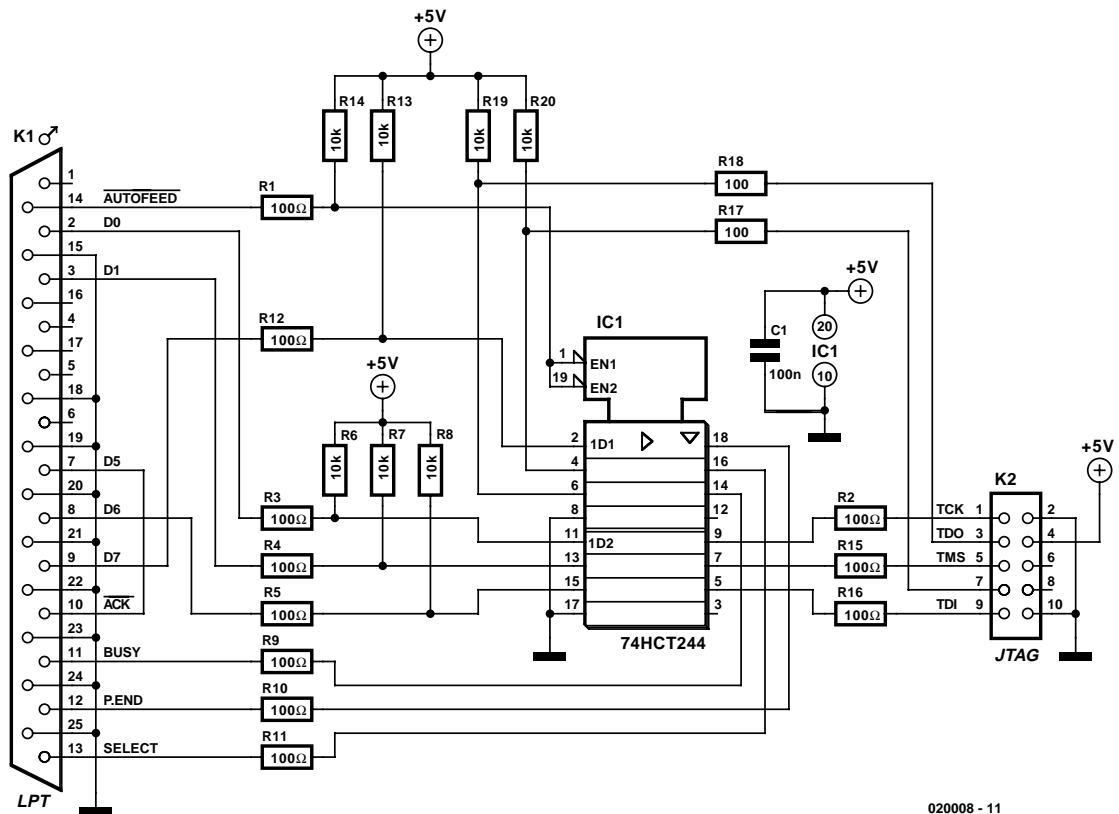 +5V
K1
R14
R13
R19
R20
10k
10k
10k
10k
1
14
AUTOFEED
2
D0
15
3
D1
16
4
17
5
18
6
19
7
D5
20
8
D6
21
9
D7
22
10
ACK
23
11
BUSY
24
12
P.END
25
13
SELECT
LPT
R1
100Ω
R12
100Ω
+5V
R6
R7
R8
10k
10k
10k
R3
100Ω
R4
100Ω
R5
100Ω
R9
100Ω
R10
100Ω
R11
100Ω
R18
100
R17
100
IC1
1
EN1
19
EN2
2
1D1
18
4
16
6
14
8
12
11
1D2
9
13
7
15
5
17
3
74HCT244
+5V
C1
100n
20
IC1
10
R2
100Ω
R15
100Ω
R16
100Ω
+5V
K2
TCK
1
2
TDO
3
4
TMS
5
6
7
8
TDI
9
10
JTAG
020008 - 11